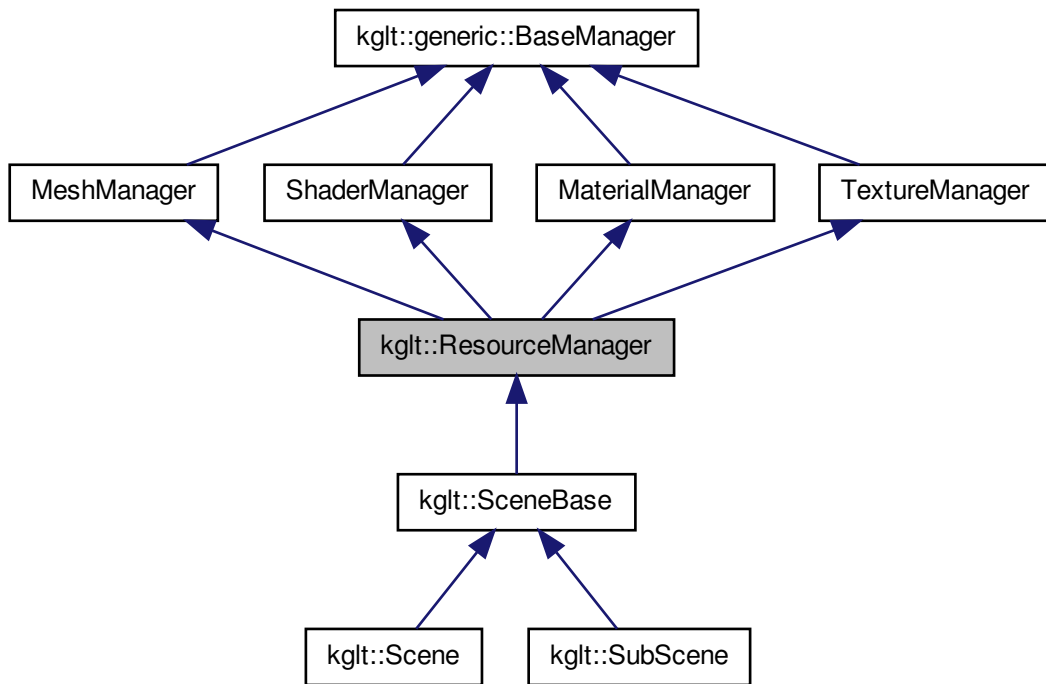 kglt::generic::BaseManager
MeshManager
ShaderManager
MaterialManager
TextureManager
kglt::ResourceManager
kglt::SceneBase
kglt::Scene
kglt::SubScene